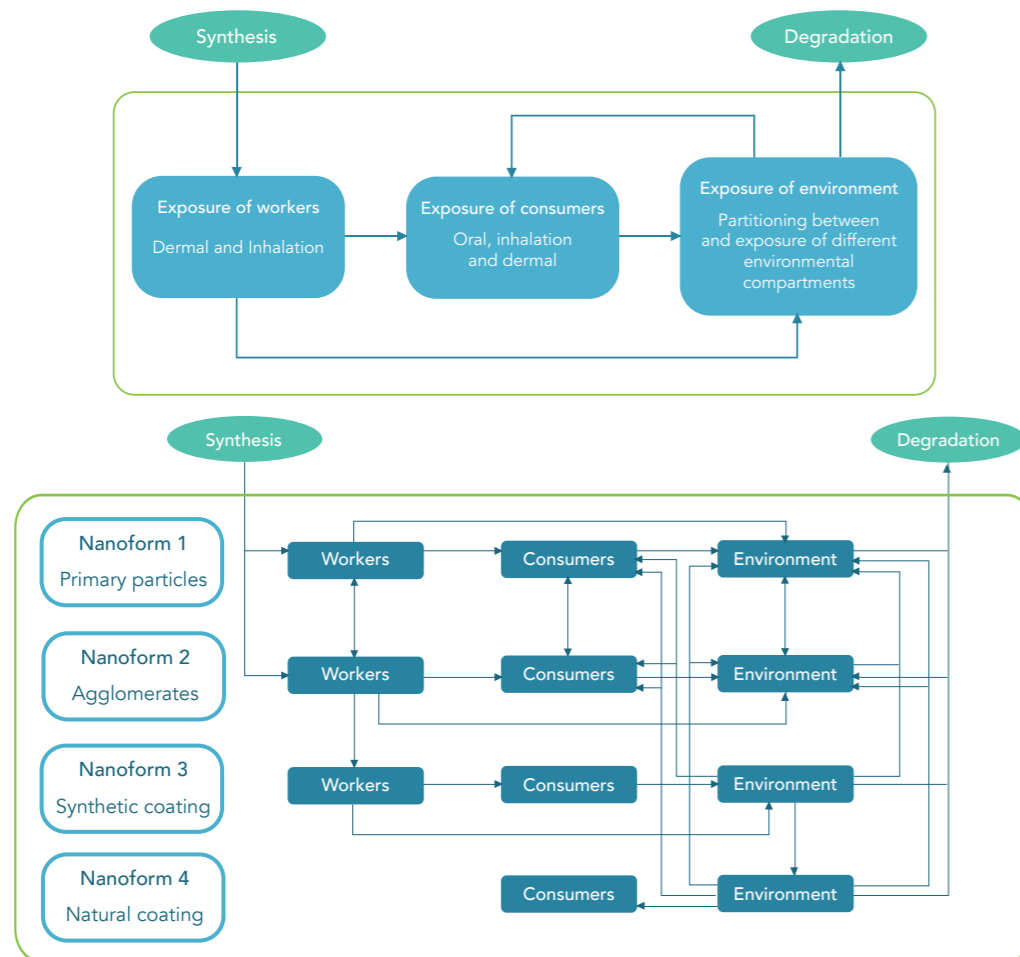 Synthesis
Degradation
Exposure of workers
Dermal and Inhalation
Exposure of consumers
Oral, inhalation
and dermal
Exposure of environment
Partitioning between
and exposure of different
environmental
compartments
Synthesis
Degradation
Nanoform 1
Primary particles
Workers
Consumers
Environment
Nanoform 2
Agglomerates
Workers
Consumers
Environment
Nanoform 3
Synthetic coating
Workers
Consumers
Environment
Nanoform 4
Natural coating
Consumers
Environment